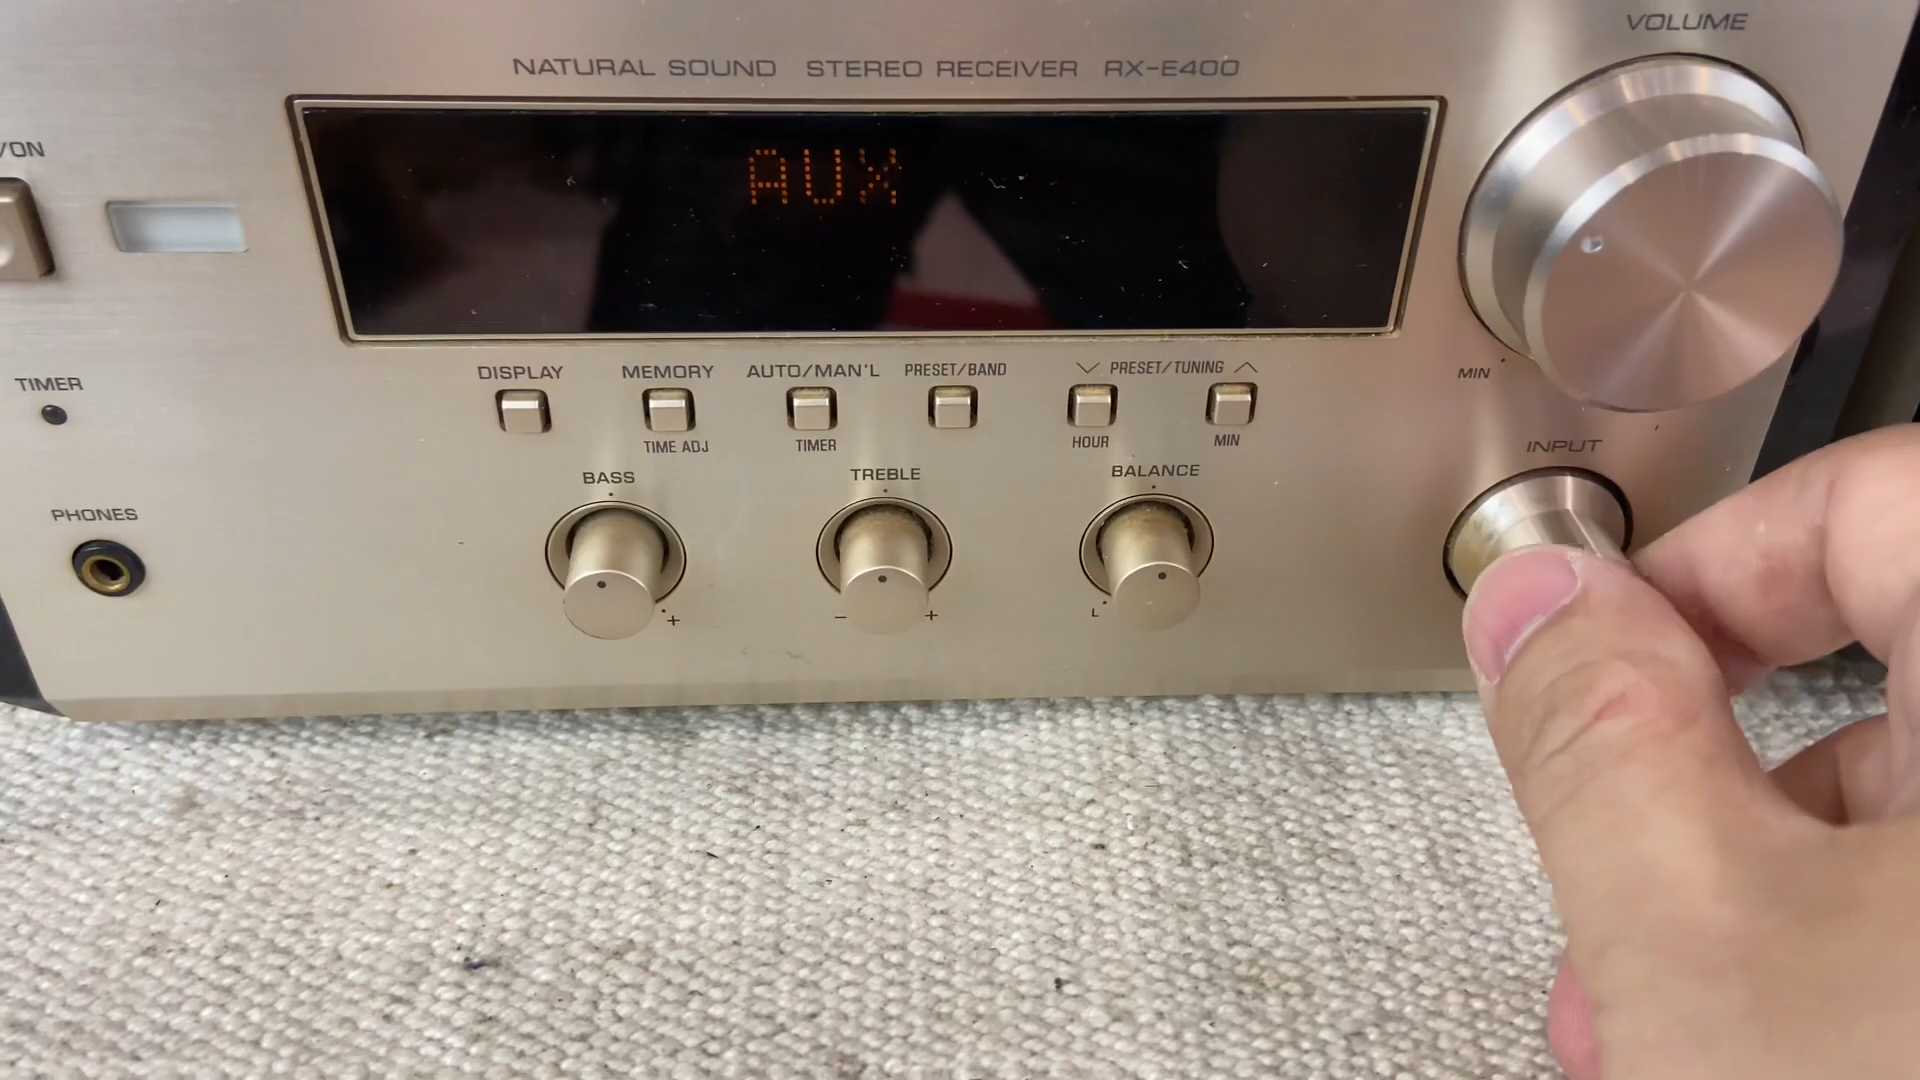 VOLUME
NATURAL SOUND STEREO RECEIVER RX-E400
/ON
AUX
DISPLAY
MEMORY
AUTO/MAN'L
PRESET/BAND
PRESET/TUNING
MIN
TIMER
TIME ADJ
TIMER
HOUR
MIN
INPUT
BASS
TREBLE
BALANCE
PHONES
+
− +
L